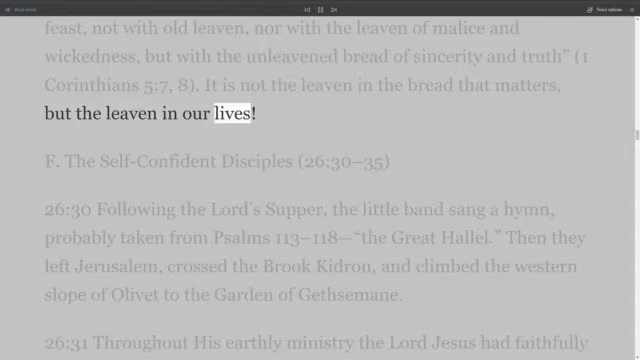 Read aloud
Voice options
feast, not with old leaven, nor with the leaven of malice and
wickedness, but with the unleavened bread of sincerity and truth” (1
Corinthians 5:7, 8). It is not the leaven in the bread that matters,
but the leaven in our lives!
F. The Self-Confident Disciples (26:30–35)
26:30 Following the Lord’s Supper, the little band sang a hymn,
probably taken from Psalms 113–118—“the Great Hallel.” Then they
left Jerusalem, crossed the Brook Kidron, and climbed the western
slope of Olivet to the Garden of Gethsemane.
26:31 Throughout His earthly ministry the Lord Jesus had faithfully